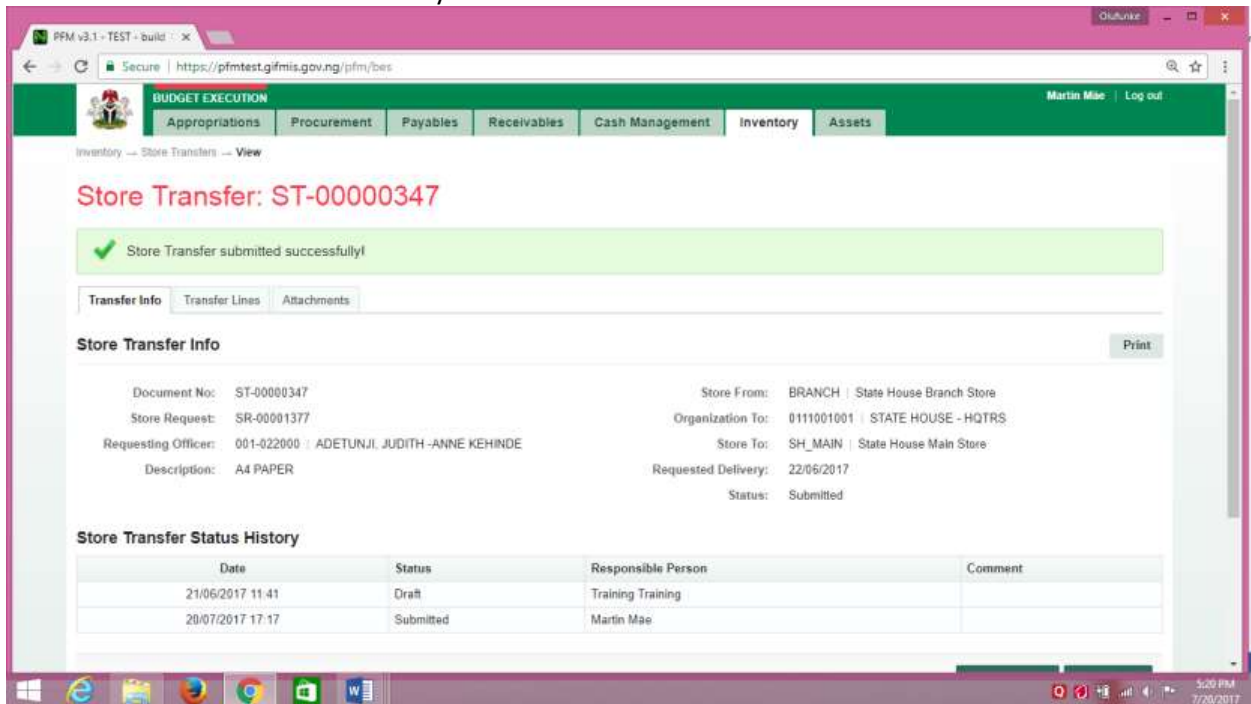 Olufunke
PFM v3.1 - TEST - build
Secure | https://pfmtest.gifmis.gov.ng/pfm/bes
BUDGET EXECUTION
Martin Mäe | Log out
Appropriations Procurement Payables Receivables Cash Management Inventory Assets
Inventory → Store Transfers → View
Store Transfer: ST-00000347
Store Transfer submitted successfully!
Transfer Info Transfer Lines Attachments
Store Transfer Info
Print
Document No: ST-00000347
Store Request: SR-00001377
Requesting Officer: 001-022000 | ADETUNJI, JUDITH -ANNE KEHINDE
Description: A4 PAPER
Store From: BRANCH | State House Branch Store
Organization To: 0111001001 | STATE HOUSE - HQTRS
Store To: SH_MAIN | State House Main Store
Requested Delivery: 22/06/2017
Status: Submitted
Store Transfer Status History
Date Status Responsible Person Comment
21/06/2017 11:41 Draft Training Training
20/07/2017 17:17 Submitted Martin Mae
5:20 PM
7/20/2017